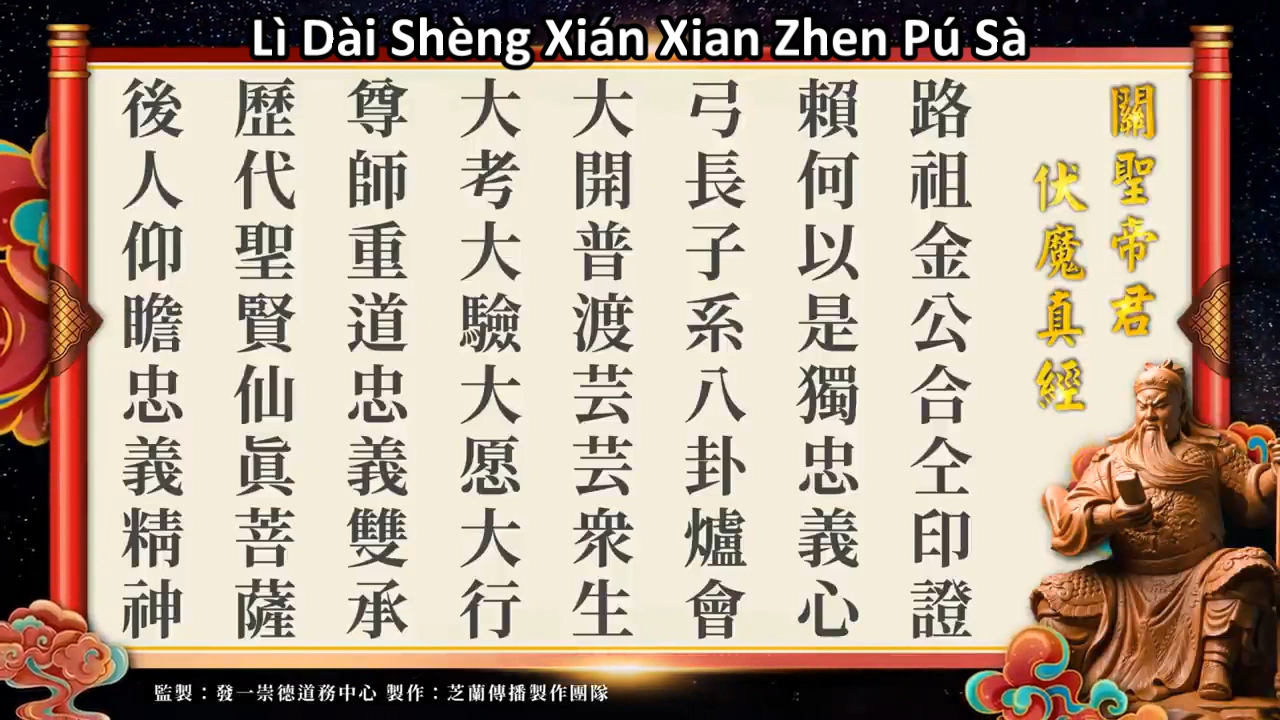 Lì Dài Shèng Xián Xian Zhen Pú Sà
關聖帝君
伏魔真經
路祖金公合仝印證
賴何以是獨忠義心
弓長子系八卦爐會
大開普渡芸芸衆生
大考大驗大愿大行
尊師重道忠義雙承
歷代聖賢仙眞菩薩
後人仰瞻忠義精神
監製：發一崇德道務中心 製作：芝蘭傳播製作團隊